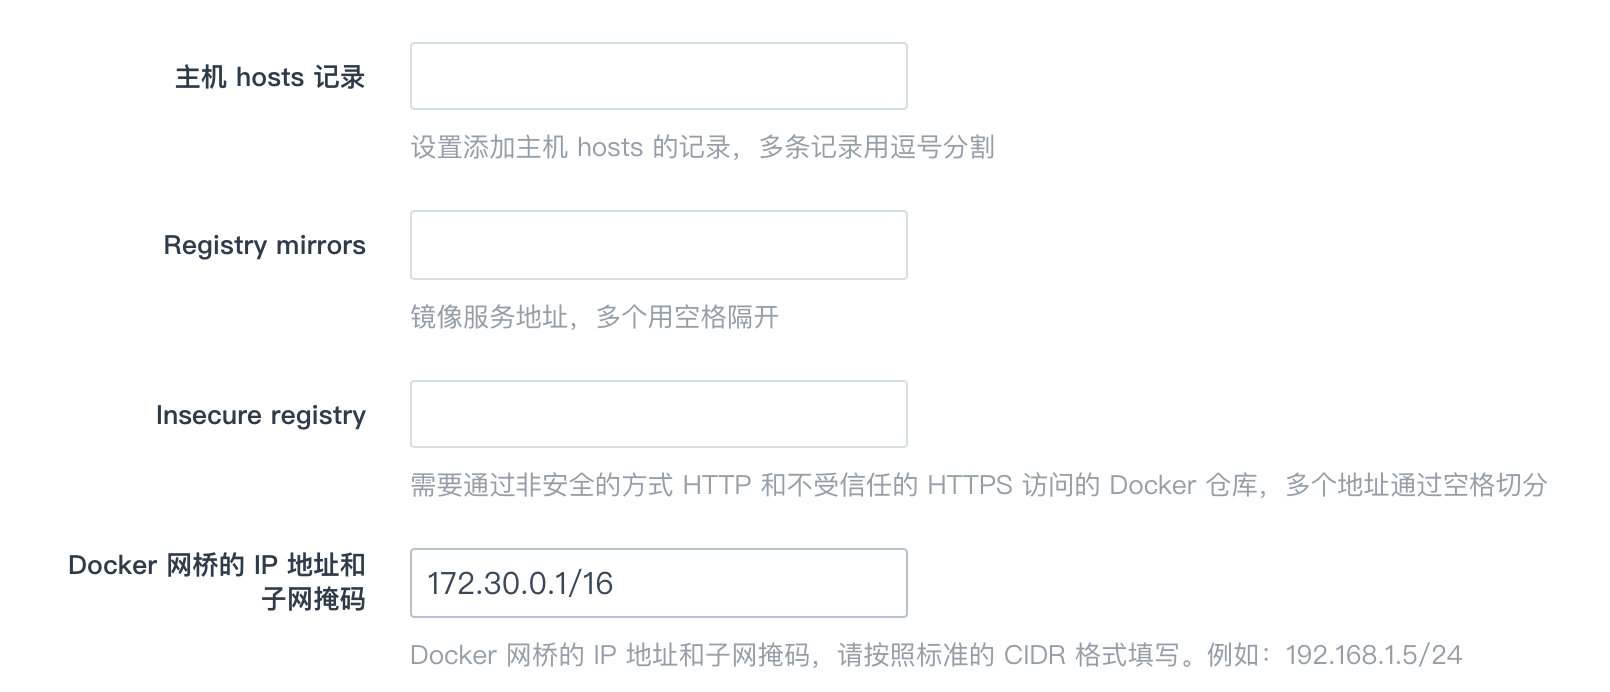 主机 hosts 记录
设置添加主机 hosts 的记录，多条记录用逗号分割
Registry mirrors
镜像服务地址，多个用空格隔开
Insecure registry
需要通过非安全的方式 HTTP 和不受信任的 HTTPS 访问的 Docker 仓库，多个地址通过空格切分
Docker 网桥的 IP 地址和
子网掩码
172.30.0.1/16
Docker 网桥的 IP 地址和子网掩码，请按照标准的 CIDR 格式填写。例如：192.168.1.5/24